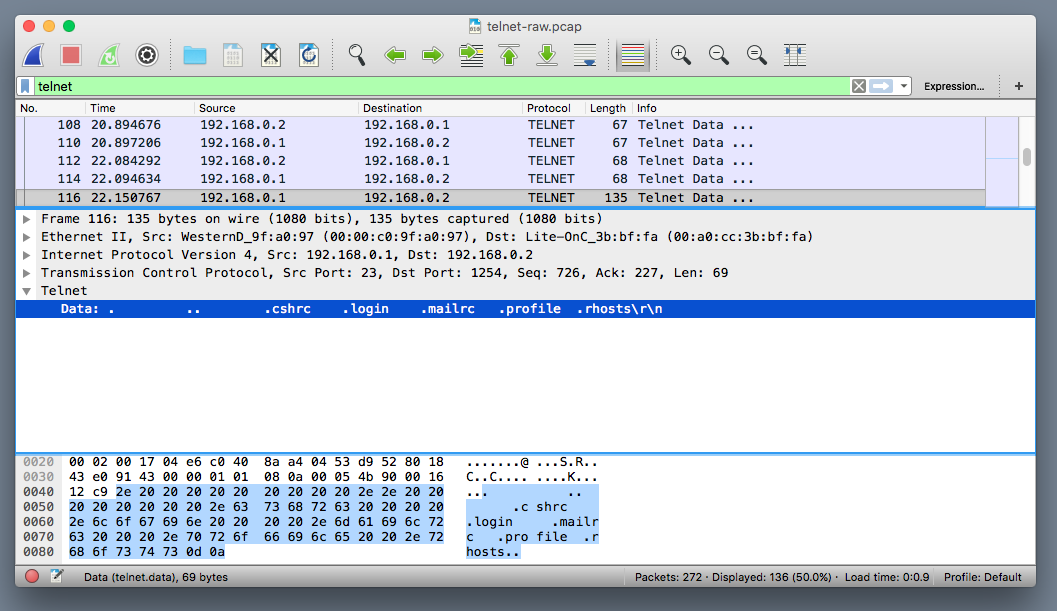 telnet-raw.pcap
telnet
Expression...
+
No. Time Source Destination Protocol Length Info
108 20.894676 192.168.0.2 192.168.0.1 TELNET 67 Telnet Data ...
110 20.897206 192.168.0.1 192.168.0.2 TELNET 67 Telnet Data ...
112 22.084292 192.168.0.2 192.168.0.1 TELNET 68 Telnet Data ...
114 22.094634 192.168.0.1 192.168.0.2 TELNET 68 Telnet Data ...
116 22.150767 192.168.0.1 192.168.0.2 TELNET 135 Telnet Data ...
Frame 116: 135 bytes on wire (1080 bits), 135 bytes captured (1080 bits)
Ethernet II, Src: WesternD_9f:a0:97 (00:00:c0:9f:a0:97), Dst: Lite-OnC_3b:bf:fa (00:a0:cc:3b:bf:fa)
Internet Protocol Version 4, Src: 192.168.0.1, Dst: 192.168.0.2
Transmission Control Protocol, Src Port: 23, Dst Port: 1254, Seq: 726, Ack: 227, Len: 69
Telnet
Data: . .. .cshrc .login .mailrc .profile .rhosts\r\n
0020 00 02 00 17 04 e6 c0 40 8a a4 04 53 d9 52 80 18 .......@ ...S.R..
0030 43 e0 91 43 00 00 01 01 08 0a 00 05 4b 90 00 16 C..C.... ....K...
0040 12 c9 2e 20 20 20 20 20 20 20 20 20 2e 2e 20 20 ... ..
0050 20 20 20 20 20 20 2e 63 73 68 72 63 20 20 20 20 .c shrc
0060 2e 6c 6f 67 69 6e 20 20 20 20 2e 6d 61 69 6c 72 .login .mailr
0070 63 20 20 20 2e 70 72 6f 66 69 6c 65 20 20 2e 72 c .pro file .r
0080 68 6f 73 74 73 0d 0a hosts..
Data (telnet.data), 69 bytes
Packets: 272 · Displayed: 136 (50.0%) · Load time: 0:0.9
Profile: Default